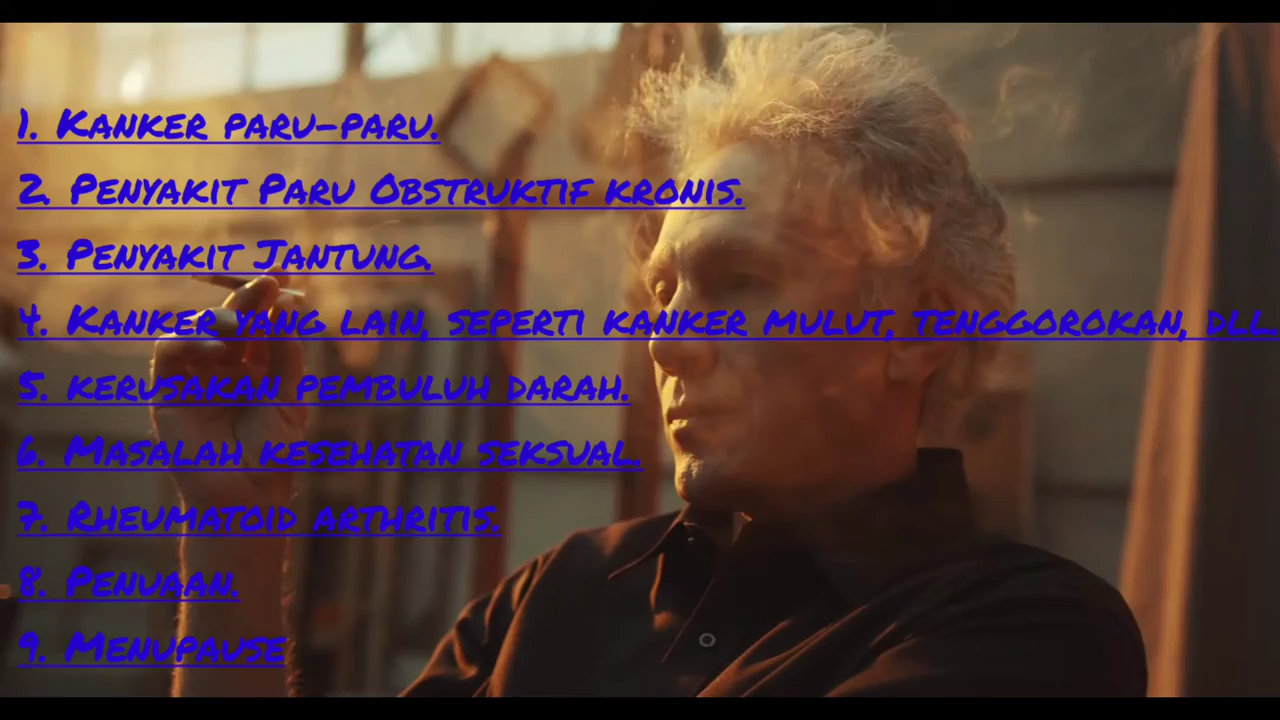 1. Kanker paru-paru.
2. Penyakit Paru Obstruktif kronis.
3. Penyakit Jantung.
4. Kanker yang lain, seperti kanker mulut, tenggorokan, dll.
5. kerusakan pembuluh darah.
6. Masalah kesehatan seksual.
7. Rheumatoid arthritis.
8. Penuaan.
9. Menupause